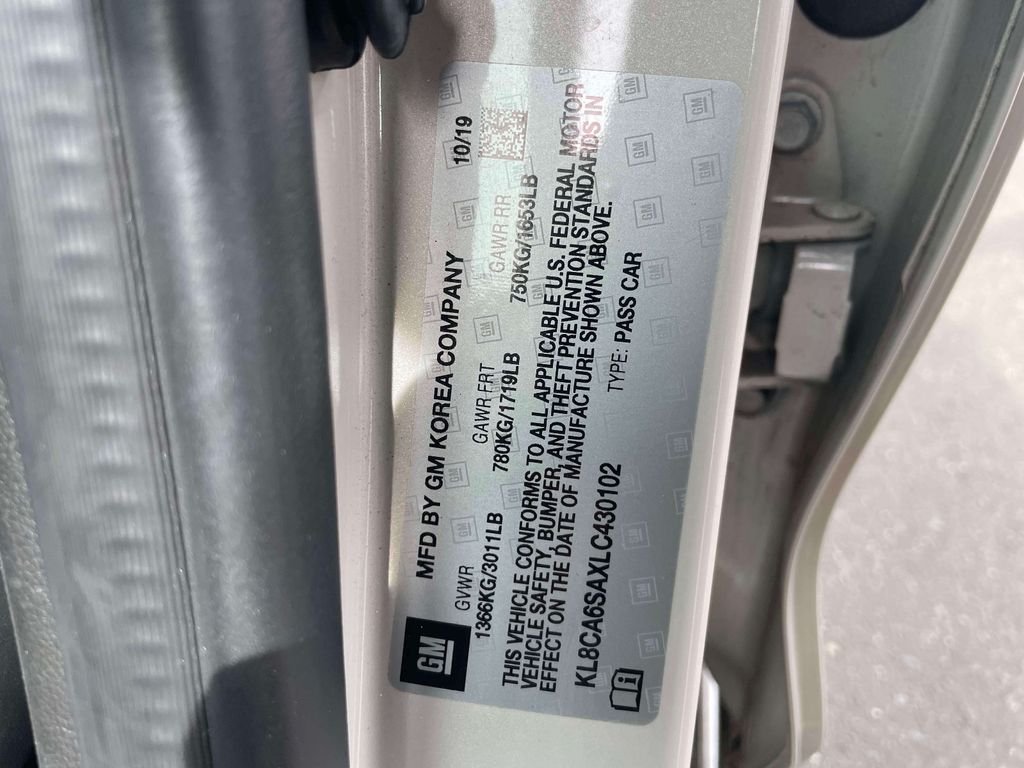 GM
MFD BY GM KOREA COMPANY 10/19
GVWR GAWR FRT GAWR RR
1366KG/3011LB 780KG/1719LB 750KG/1653LB
THIS VEHICLE CONFORMS TO ALL APPLICABLE U.S. FEDERAL MOTOR
VEHICLE SAFETY, BUMPER, AND THEFT PREVENTION STANDARDS IN
EFFECT ON THE DATE OF MANUFACTURE SHOWN ABOVE.
KL8CA6SAXLC430102 TYPE: PASS CAR